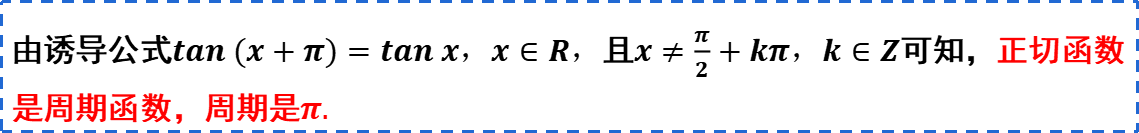 由诱导公式tan (x + π) = tan x，x ∈ R，且x ≠ π/2 + kπ，k ∈ Z可知，正切函数
是周期函数，周期是π.